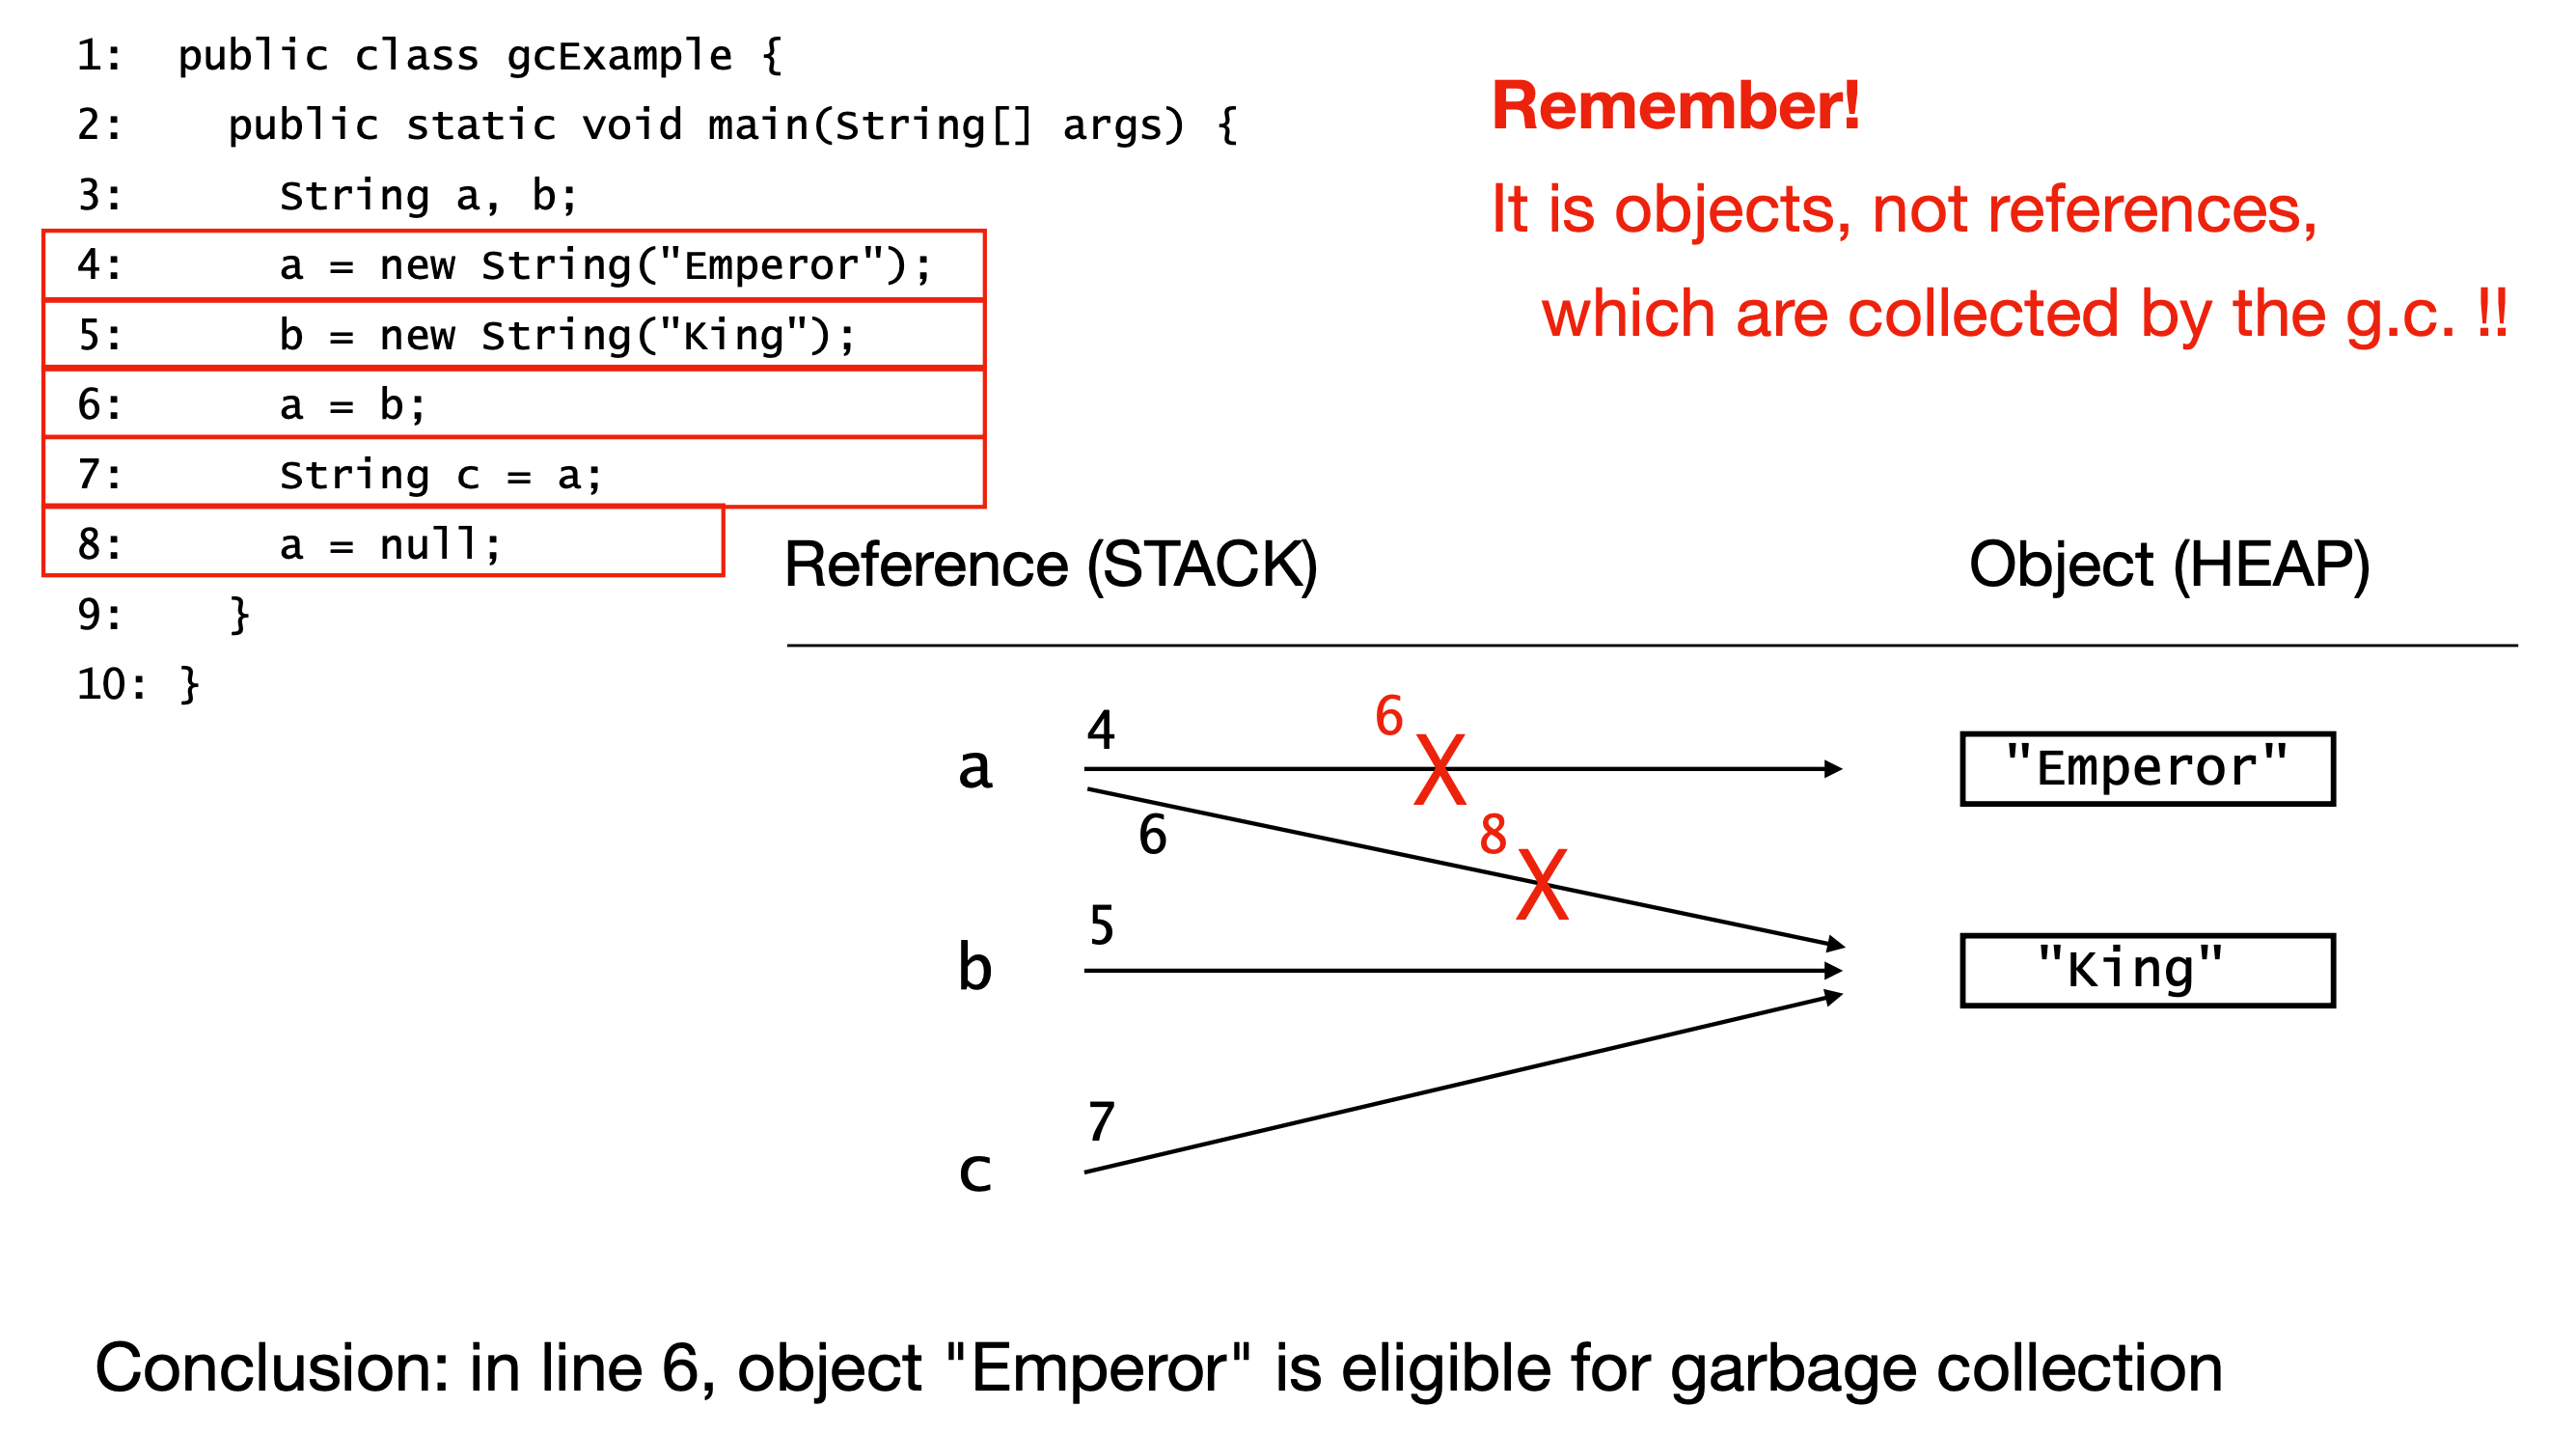 1:  public class gcExample {
2:    public static void main(String[] args) {
3:      String a, b;
4:      a = new String("Emperor");
5:      b = new String("King");
6:      a = b;
7:      String c = a;
8:      a = null;
9:    }
10: }
Remember!
It is objects, not references,
which are collected by the g.c. !!
Reference (STACK)
Object (HEAP)
4
6
X
a
"Emperor"
6
8
X
5
b
"King"
7
c
Conclusion: in line 6, object "Emperor" is eligible for garbage collection